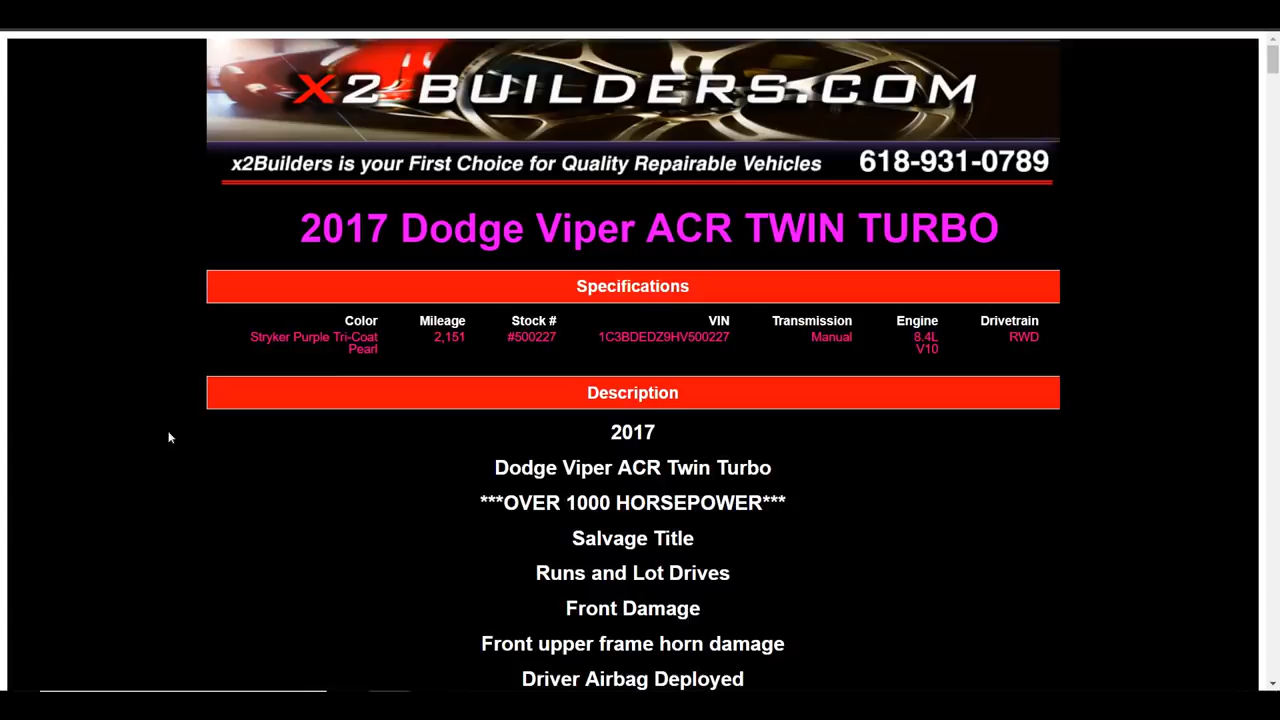 X2-BUILDERS.COM
x2Builders is your First Choice for Quality Repairable Vehicles 618-931-0789
2017 Dodge Viper ACR TWIN TURBO
Specifications
Color Mileage Stock # VIN Transmission Engine Drivetrain
Stryker Purple Tri-Coat 2,151 #500227 1C3BDEDZ9HV500227 Manual 8.4L RWD
Pearl V10
Description
2017
Dodge Viper ACR Twin Turbo
***OVER 1000 HORSEPOWER***
Salvage Title
Runs and Lot Drives
Front Damage
Front upper frame horn damage
Driver Airbag Deployed